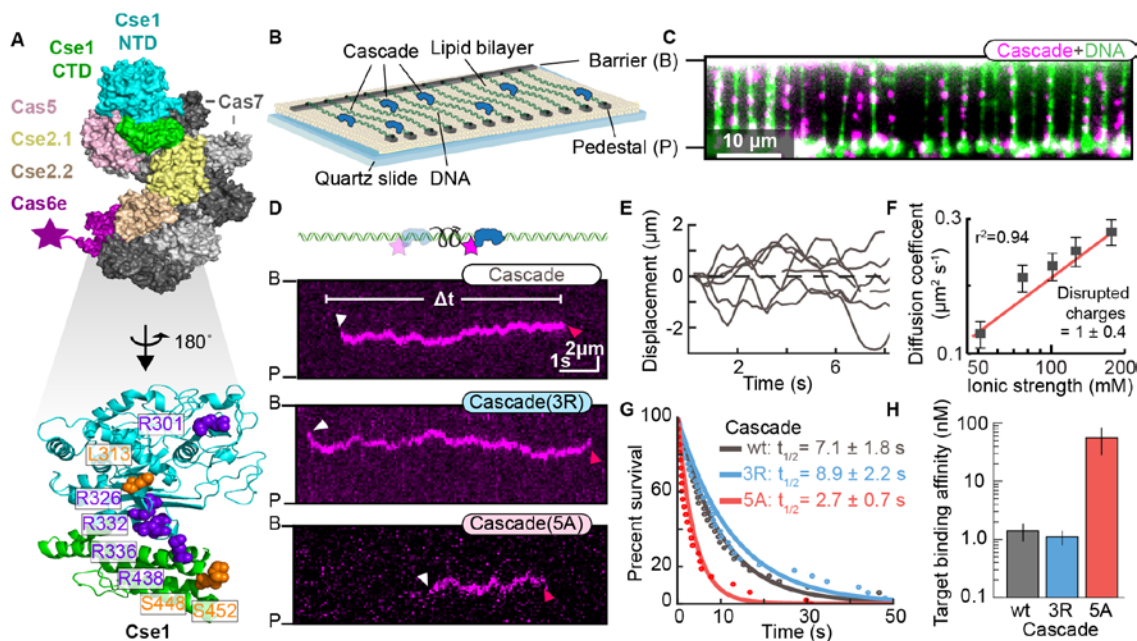 A
Cse1
NTD
Cse1
CTD
Cas5
Cas7
Cse2.1
Cse2.2
Cas6e
180°
R301
L313
R326
R332
R336
R438
S448
S452
Cse1
B
Cascade
Lipid bilayer
Barrier (B)
Pedestal (P)
Quartz slide
DNA
C
Cascade+DNA
10 µm
D
B
Cascade
Δt
2µm
1s
P
B
Cascade(3R)
P
B
Cascade(5A)
P
E
Displacement (µm)
2
0
-2
2
4
6
Time (s)
F
Diffusion coefficent
(µm² s⁻¹)
0.3
0.1
r²=0.94
Disrupted
charges
= 1 ± 0.4
50
100
200
Ionic strength (mM)
G
Precent survival
100
80
60
40
20
0
Cascade
wt: t1/2 = 7.1 ± 1.8 s
3R: t1/2 = 8.9 ± 2.2 s
5A: t1/2 = 2.7 ± 0.7 s
0
10
20
30
40
50
Time (s)
H
Target binding affinity (nM)
100
10
1.0
0.1
wt
3R
5A
Cascade